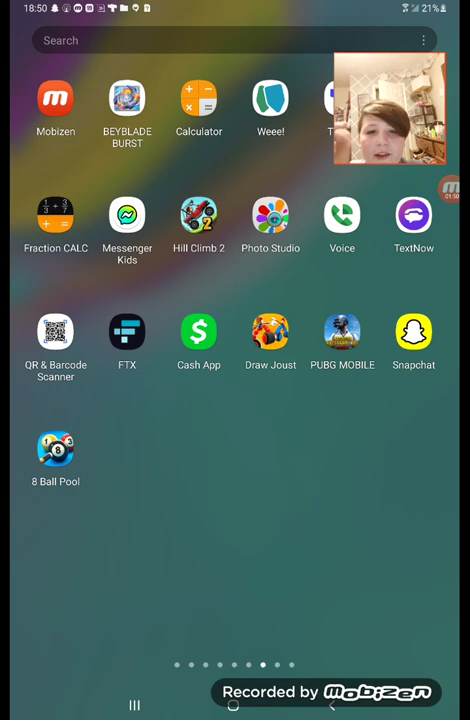 18:50
21%
Search
Mobizen
BEYBLADE
BURST
Calculator
Weee!
T
1:50
Fraction CALC
Messenger
Kids
Hill Climb 2
Photo Studio
Voice
TextNow
QR & Barcode
Scanner
FTX
Cash App
Draw Joust
PUBG MOBILE
Snapchat
8 Ball Pool
Recorded by mobizen